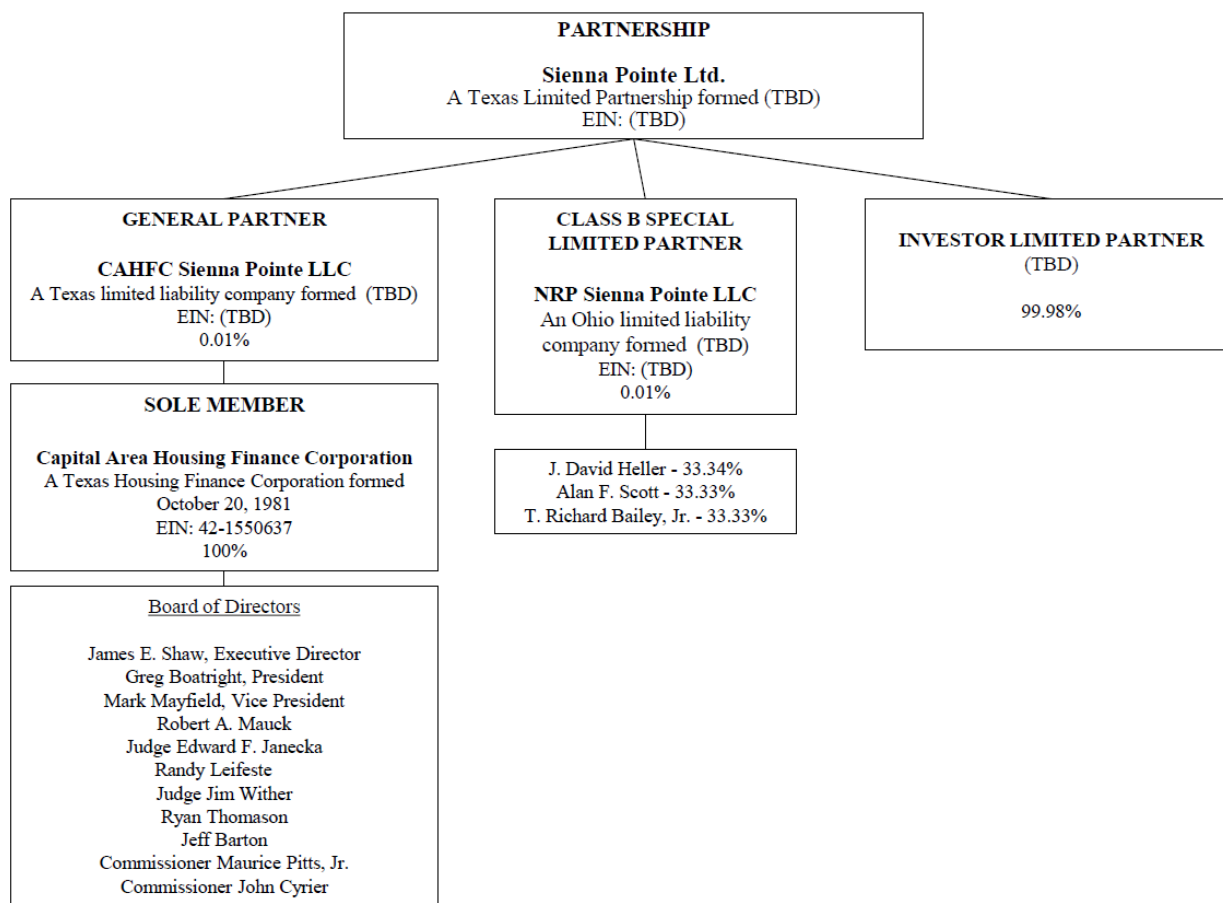 PARTNERSHIP
Sienna Pointe Ltd.
A Texas Limited Partnership formed (TBD)
EIN: (TBD)
GENERAL PARTNER
CAHFC Sienna Pointe LLC
A Texas limited liability company formed (TBD)
EIN: (TBD)
0.01%
SOLE MEMBER
Capital Area Housing Finance Corporation
A Texas Housing Finance Corporation formed
October 20, 1981
EIN: 42-1550637
100%
Board of Directors
James E. Shaw, Executive Director
Greg Boatright, President
Mark Mayfield, Vice President
Robert A. Mauck
Judge Edward F. Janecka
Randy Leifeste
Judge Jim Wither
Ryan Thomason
Jeff Barton
Commissioner Maurice Pitts, Jr.
Commissioner John Cyrier
CLASS B SPECIAL
LIMITED PARTNER
NRP Sienna Pointe LLC
An Ohio limited liability
company formed (TBD)
EIN: (TBD)
0.01%
J. David Heller - 33.34%
Alan F. Scott - 33.33%
T. Richard Bailey, Jr. - 33.33%
INVESTOR LIMITED PARTNER
(TBD)
99.98%